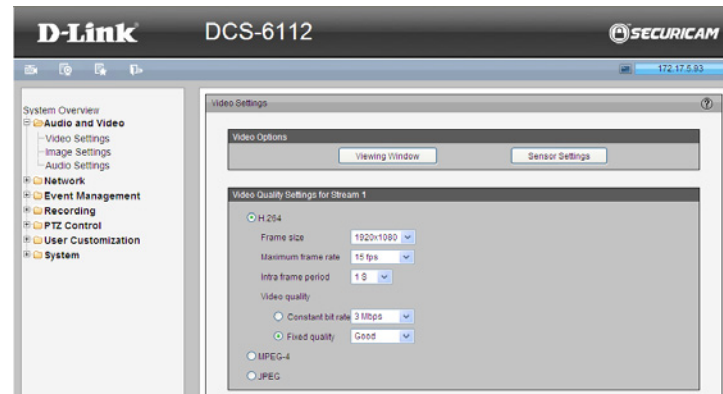 D-Link
DCS-6112
SECURICAM
172.17.5.93
System Overview
Audio and Video
Video Settings
Image Settings
Audio Settings
Network
Event Management
Recording
PTZ Control
User Customization
System
Video Settings
?
Video Options
Viewing Window
Sensor Settings
Video Quality Settings for Stream 1
H.264
Frame size 1920x1080
Maximum frame rate 15 fps
Intra frame period 1 S
Video quality
Constant bit rate 3 Mbps
Fixed quality Good
MPEG-4
JPEG